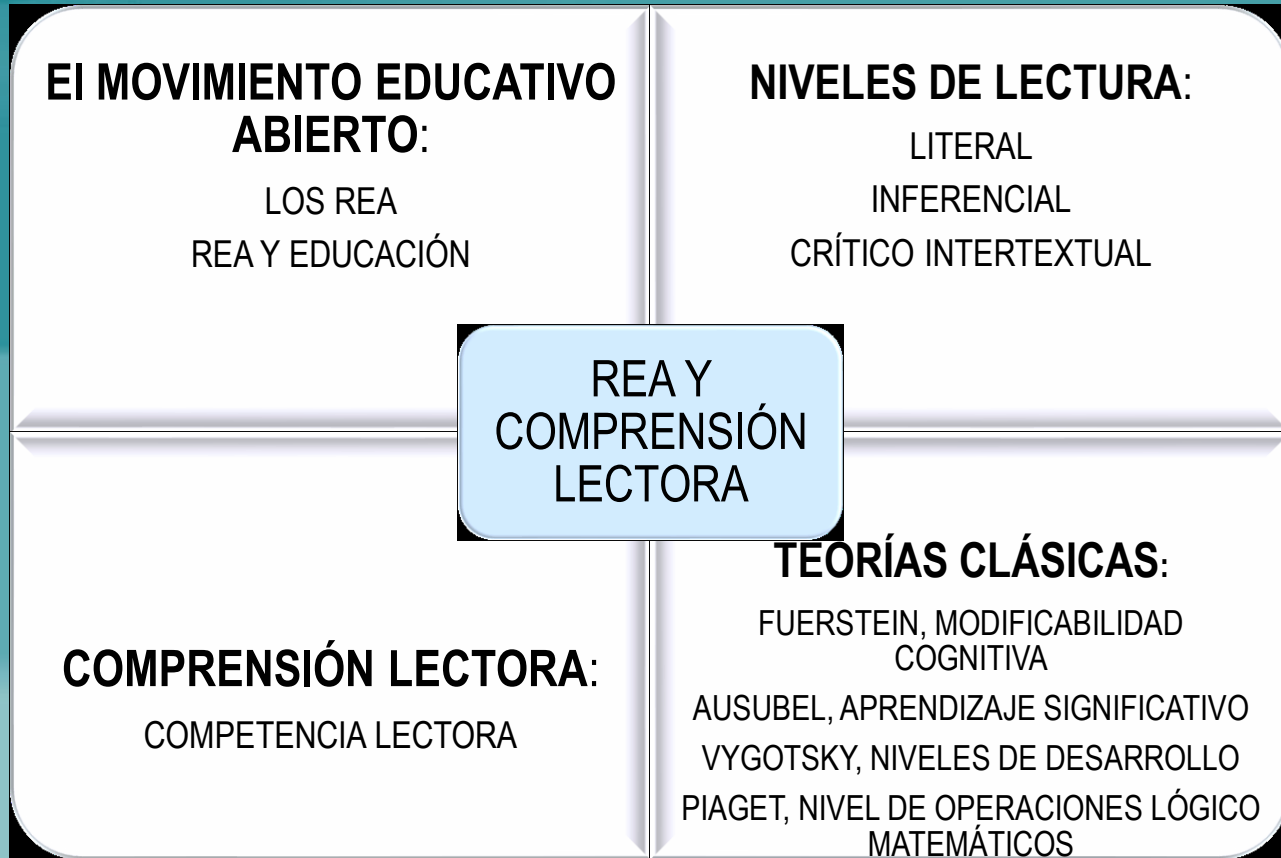 El MOVIMIENTO EDUCATIVO
ABIERTO:
LOS REA
REA Y EDUCACIÓN
NIVELES DE LECTURA:
LITERAL
INFERENCIAL
CRÍTICO INTERTEXTUAL
REA Y
COMPRENSIÓN
LECTORA
COMPRENSIÓN LECTORA:
COMPETENCIA LECTORA
TEORÍAS CLÁSICAS:
FUERSTEIN, MODIFICABILIDAD
COGNITIVA
AUSUBEL, APRENDIZAJE SIGNIFICATIVO
VYGOTSKY, NIVELES DE DESARROLLO
PIAGET, NIVEL DE OPERACIONES LÓGICO
MATEMÁTICOS